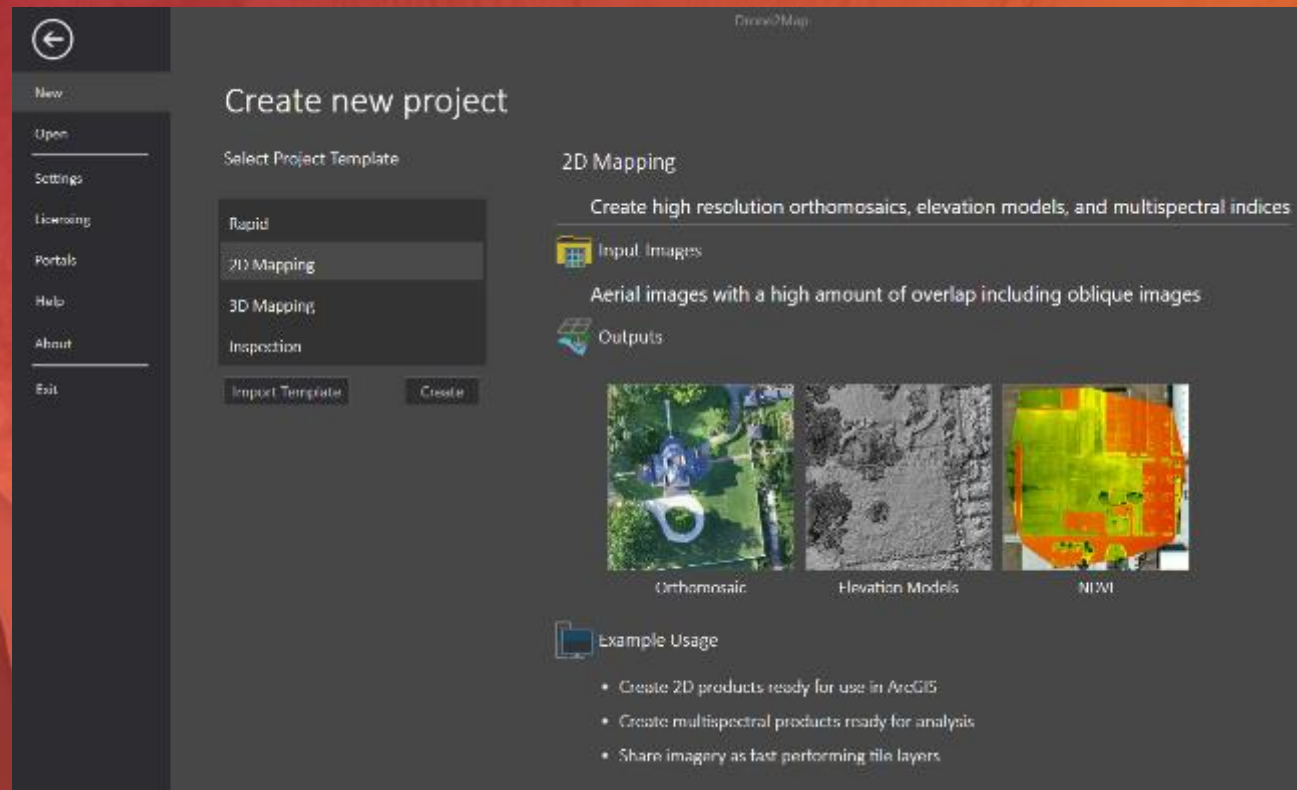 Drone2Map
New
Open
Settings
Licensing
Portals
Help
About
Exit
Create new project
Select Project Template
Rapid
2D Mapping
3D Mapping
Inspection
Import Template
Create
2D Mapping
Create high resolution orthomosaics, elevation models, and multispectral indices
Input Images
Aerial images with a high amount of overlap including oblique images
Outputs
Orthomosaic
Elevation Models
NDVI
Example Usage
• Create 2D products ready for use in ArcGIS
• Create multispectral products ready for analysis
• Share imagery as fast performing tile layers